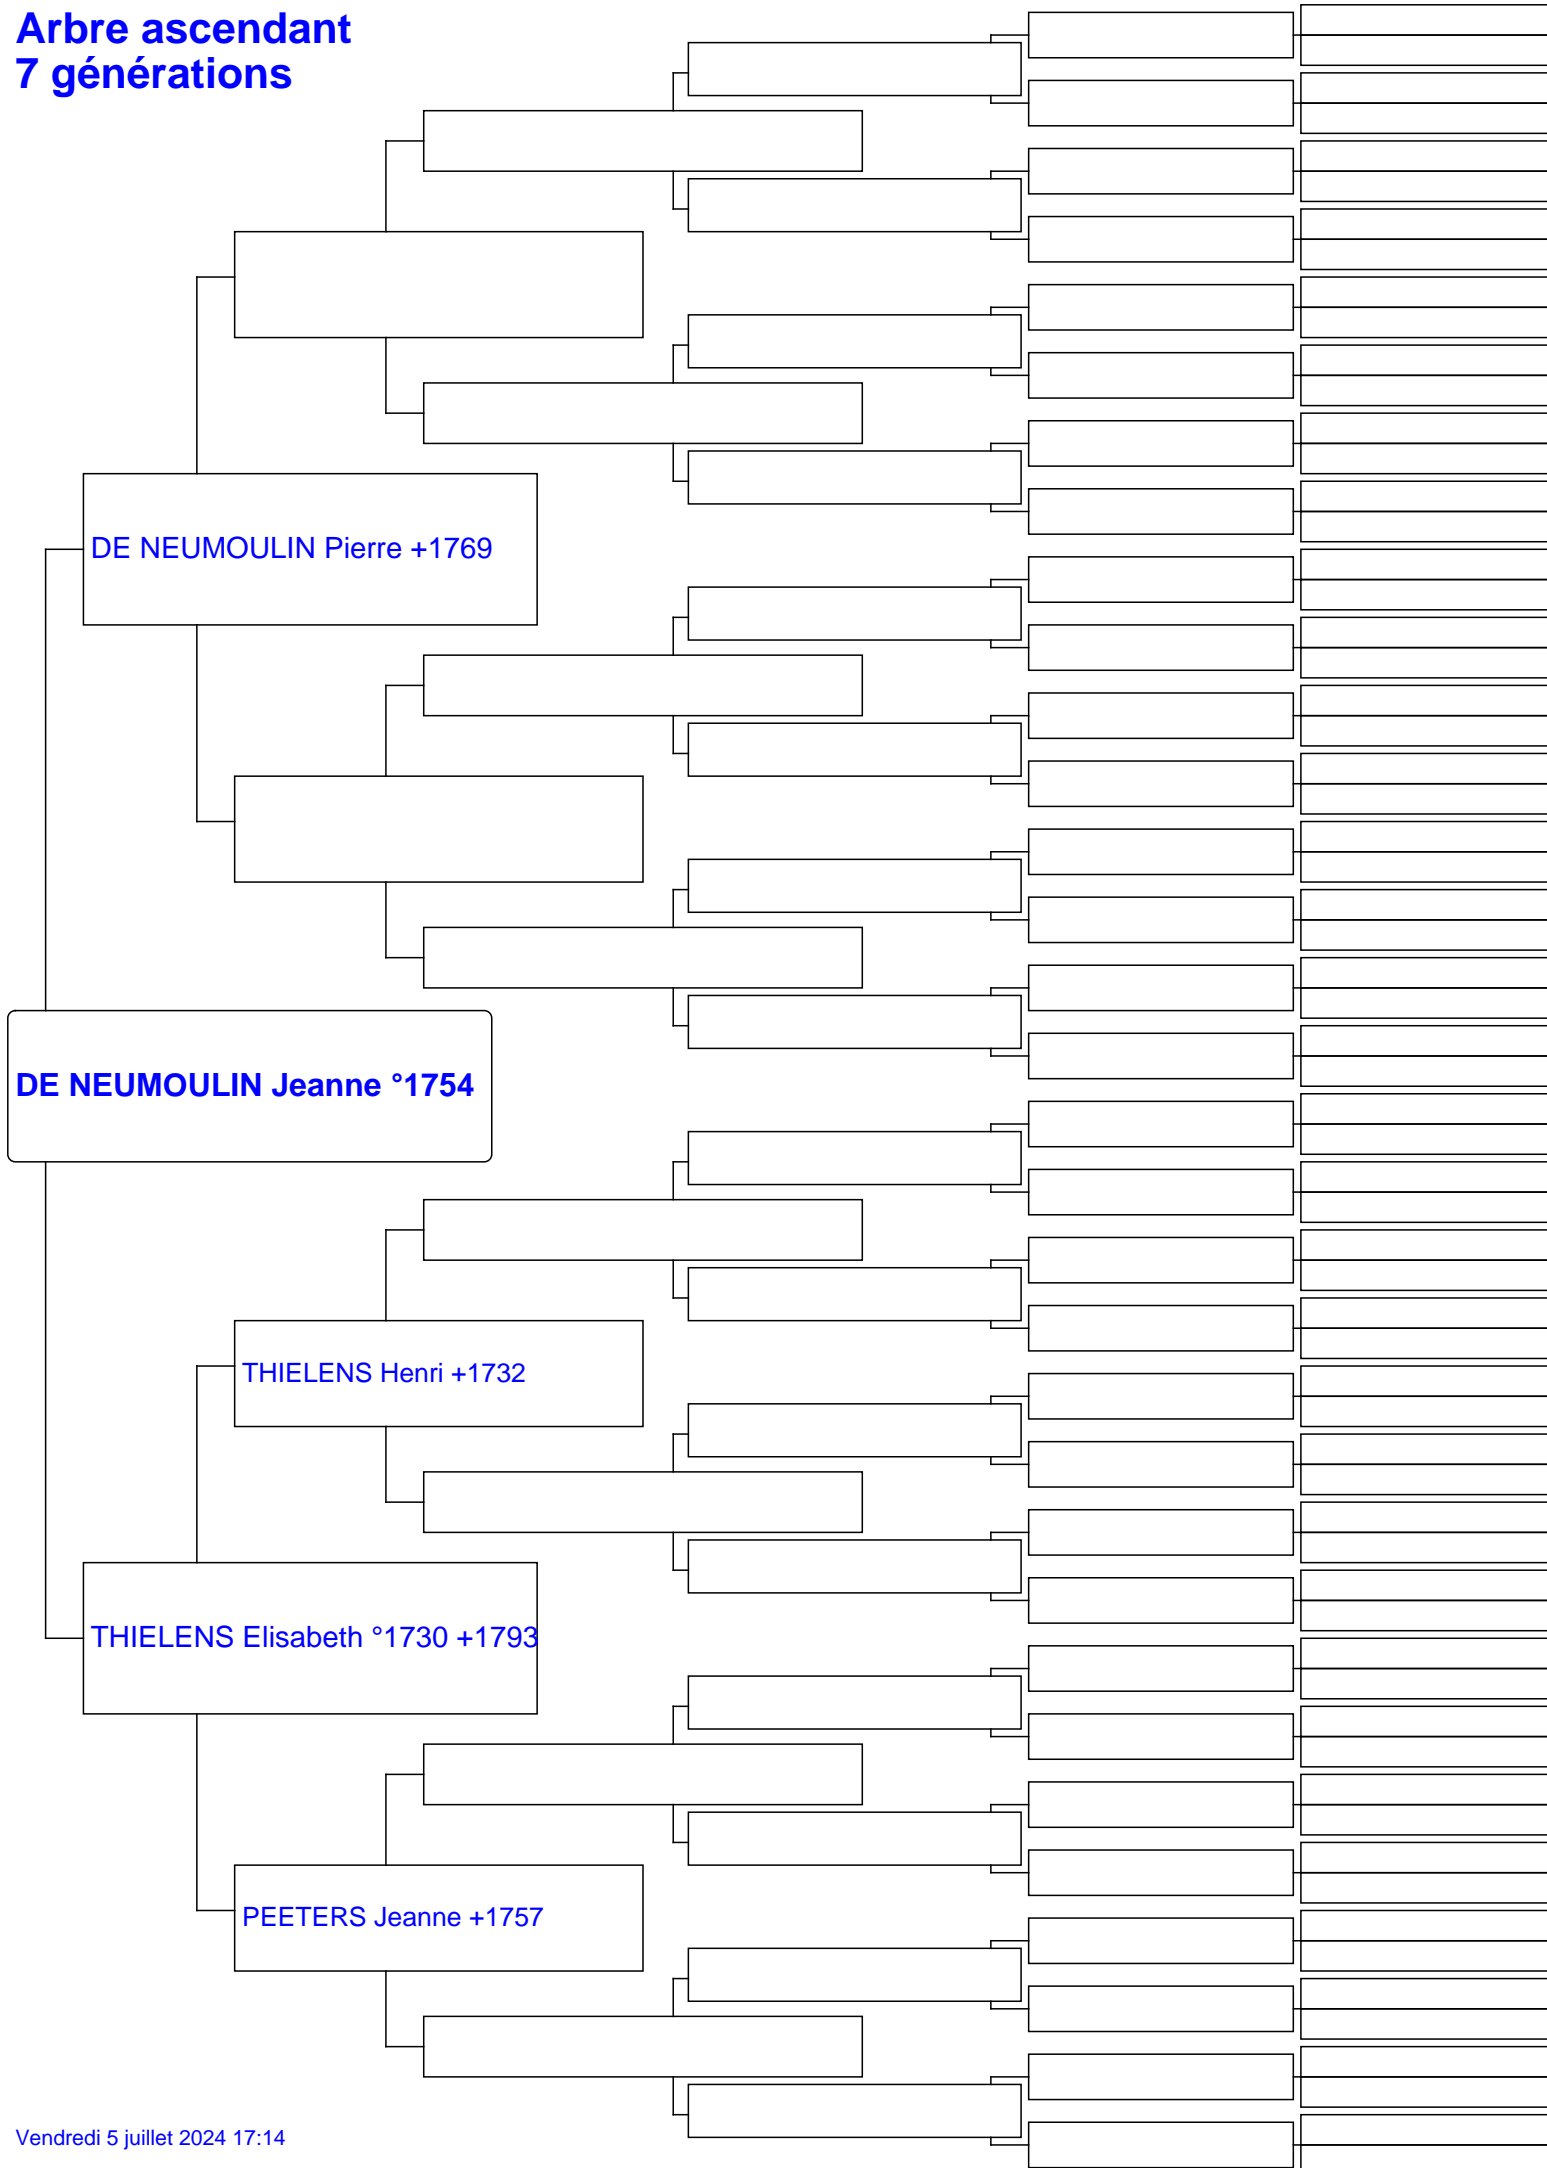 Arbre ascendant
7 générations
DE NEUMOULIN Pierre +1769
DE NEUMOULIN Jeanne °1754
THIELENS Henri +1732
THIELENS Elisabeth °1730 +1793
PEETERS Jeanne +1757
Vendredi 5 juillet 2024 17:14